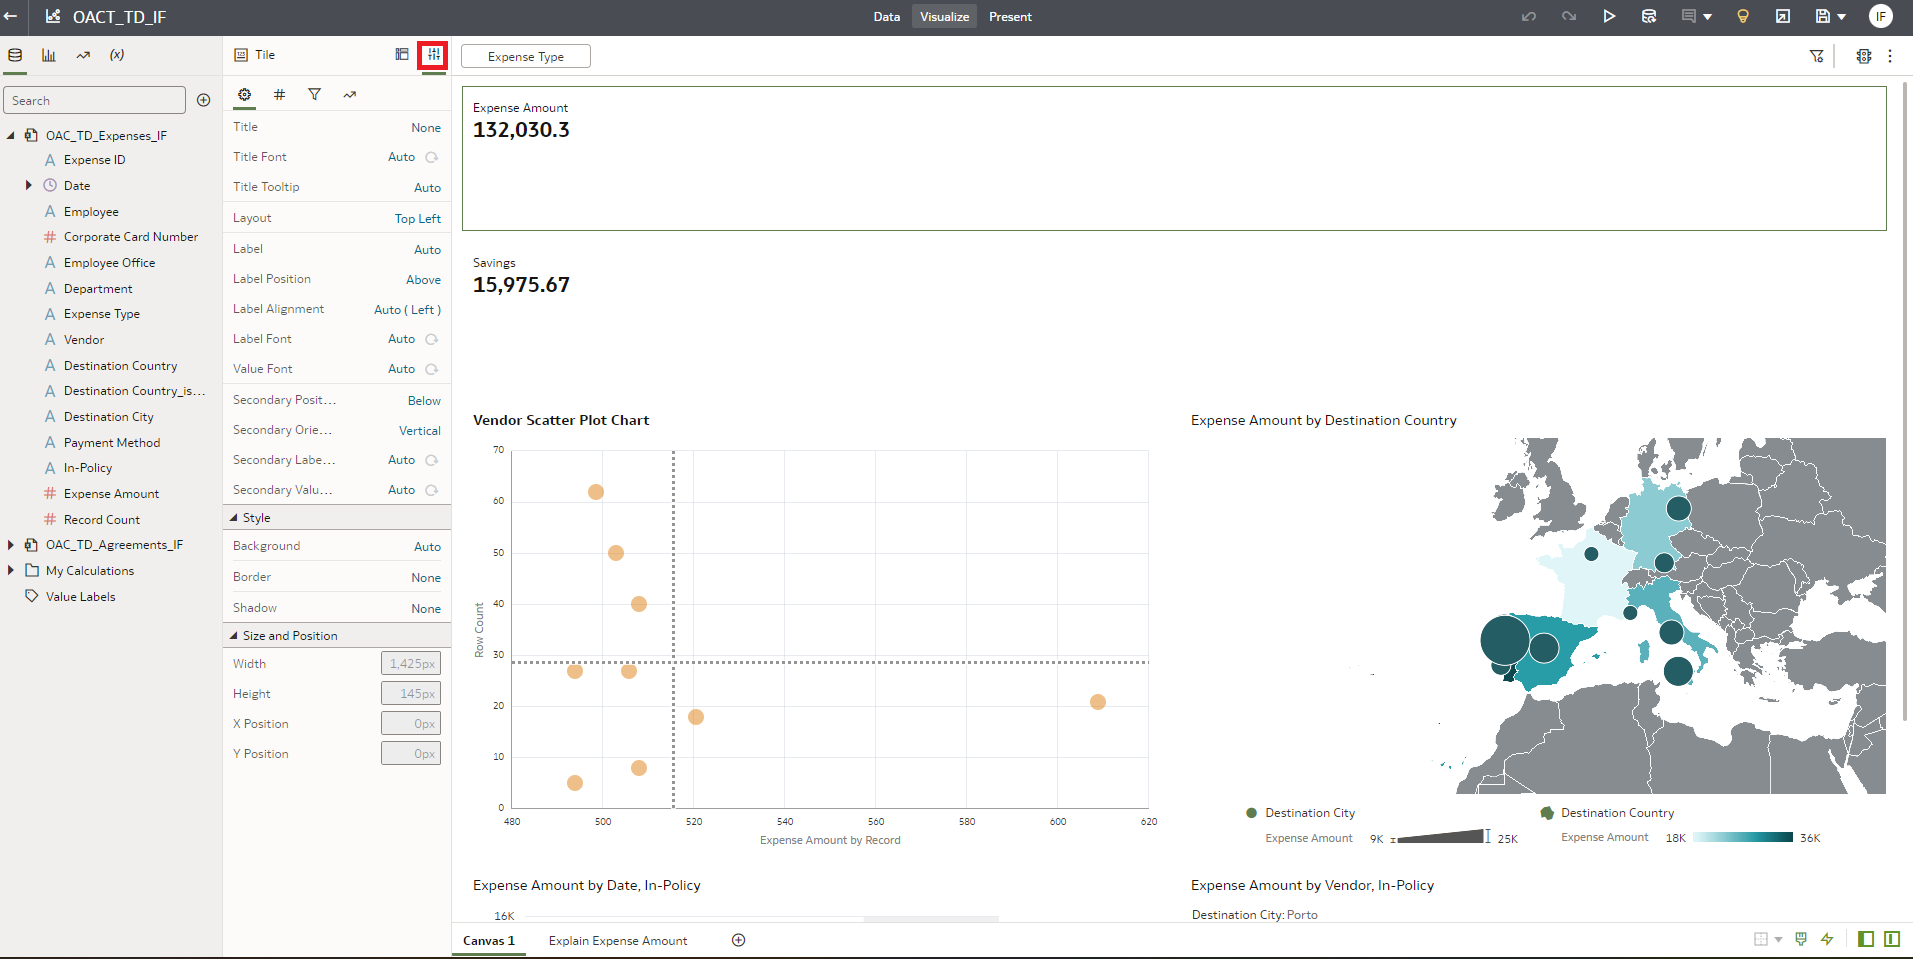 OACT_TD_IF
Data Visualize Present
IF
(x)
Search
OAC_TD_Expenses_IF
A Expense ID
Date
A Employee
# Corporate Card Number
A Employee Office
A Department
A Expense Type
A Vendor
A Destination Country
A Destination Country_is...
A Destination City
A Payment Method
A In-Policy
# Expense Amount
# Record Count
OAC_TD_Agreements_IF
My Calculations
Value Labels
Tile
#
Title None
Title Font Auto
Title Tooltip Auto
Layout Top Left
Label Auto
Label Position Above
Label Alignment Auto ( Left )
Label Font Auto
Value Font Auto
Secondary Posit... Below
Secondary Orie... Vertical
Secondary Labe... Auto
Secondary Valu... Auto
Style
Background Auto
Border None
Shadow None
Size and Position
Width 1,425px
Height 145px
X Position 0px
Y Position 0px
Expense Type
Expense Amount
132,030.3
Savings
15,975.67
Vendor Scatter Plot Chart
70
60
50
40
30
20
10
0
Row Count
480 500 520 540 560 580 600 620
Expense Amount by Record
Expense Amount by Destination Country
Destination City Destination Country
Expense Amount 9K 25K Expense Amount 18K 36K
Expense Amount by Date, In-Policy
16K
Expense Amount by Vendor, In-Policy
Destination City: Porto
Canvas 1 Explain Expense Amount